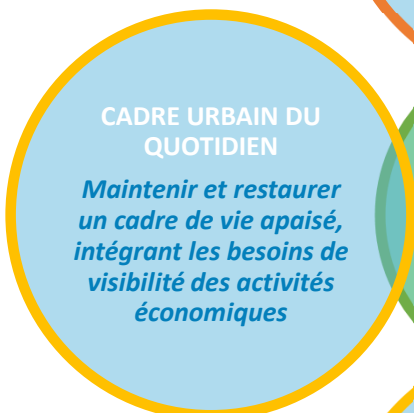 CADRE URBAIN DU
QUOTIDIEN
Maintenir et restaurer
un cadre de vie apaisé,
intégrant les besoins de
visibilité des activités
économiques